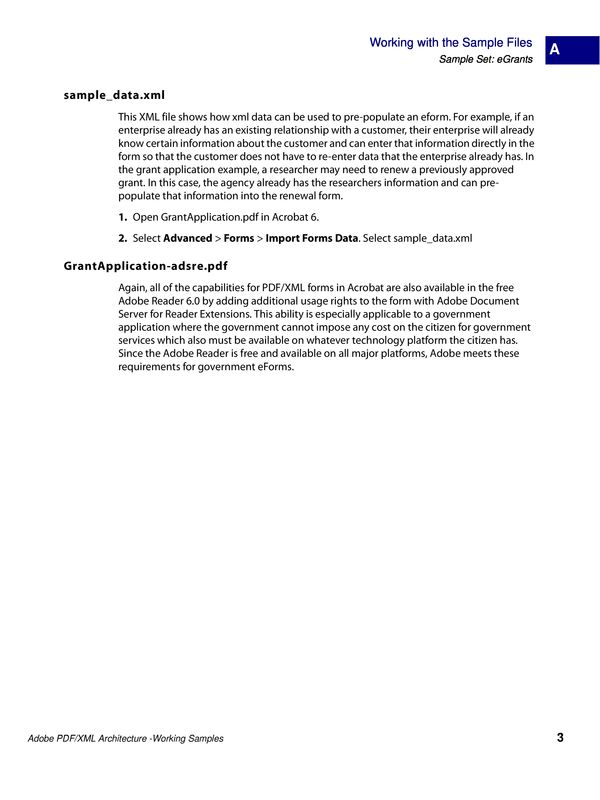 Working with the Sample Files
A
Sample Set: eGrants
sample_data.xml
This XML file shows how xml data can be used to pre-populate an eform. For example, if an
enterprise already has an existing relationship with a customer, their enterprise will already
know certain information about the customer and can enter that information directly in the
form so that the customer does not have to re-enter data that the enterprise already has. In
the grant application example, a researcher may need to renew a previously approved
grant. In this case, the agency already has the researchers information and can pre-
populate that information into the renewal form.
1. Open GrantApplication.pdf in Acrobat 6.
2. Select Advanced > Forms > Import Forms Data. Select sample_data.xml
GrantApplication-adsre.pdf
Again, all of the capabilities for PDF/XML forms in Acrobat are also available in the free
Adobe Reader 6.0 by adding additional usage rights to the form with Adobe Document
Server for Reader Extensions. This ability is especially applicable to a government
application where the government cannot impose any cost on the citizen for government
services which also must be available on whatever technology platform the citizen has.
Since the Adobe Reader is free and available on all major platforms, Adobe meets these
requirements for government eForms.
Adobe PDF/XML Architecture -Working Samples
3